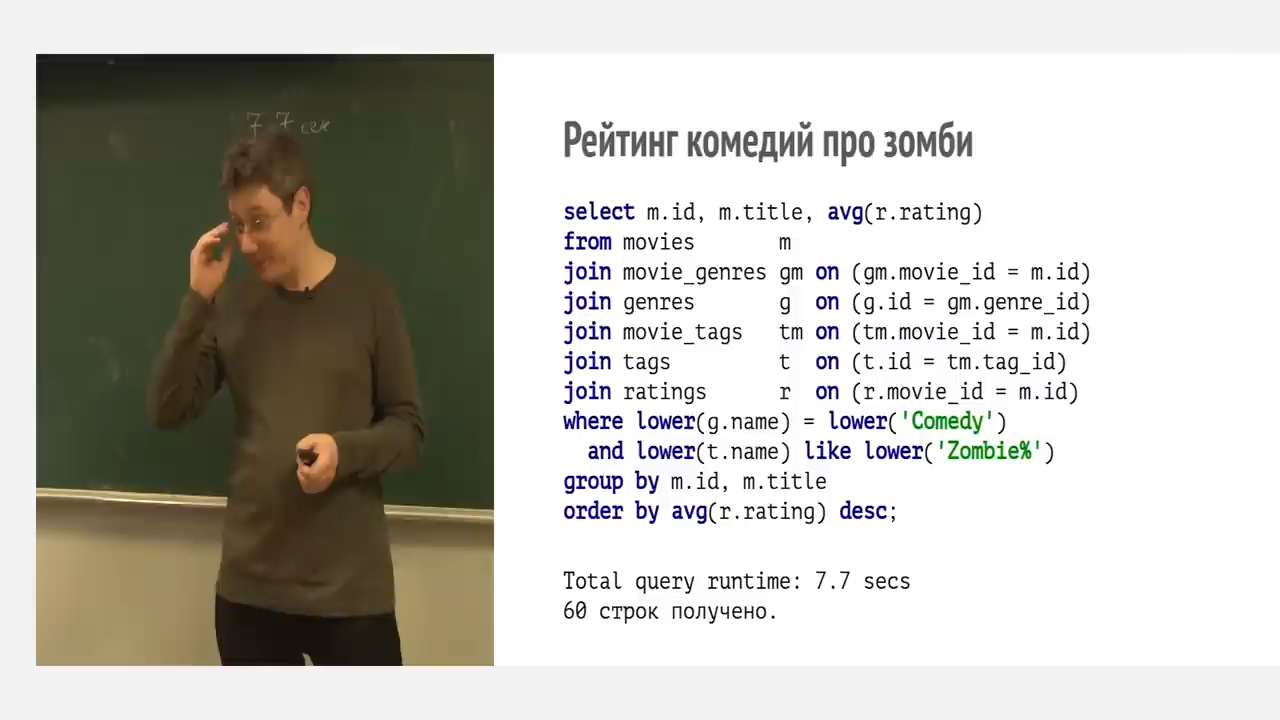 7.7 сек
Рейтинг комедий про зомби
select m.id, m.title, avg(r.rating)
from movies       m
join movie_genres gm on (gm.movie_id = m.id)
join genres       g  on (g.id = gm.genre_id)
join movie_tags   tm on (tm.movie_id = m.id)
join tags         t  on (t.id = tm.tag_id)
join ratings      r  on (r.movie_id = m.id)
where lower(g.name) = lower('Comedy')
  and lower(t.name) like lower('Zombie%')
group by m.id, m.title
order by avg(r.rating) desc;
Total query runtime: 7.7 secs
60 строк получено.